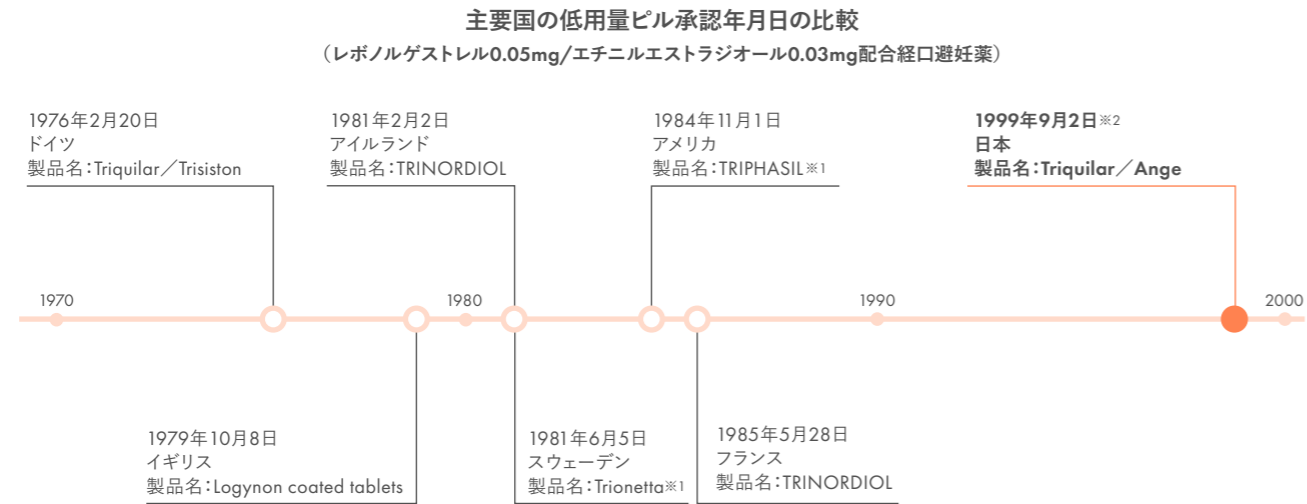 主要国の低用量ピル承認年月日の比較
(レボノルゲストレル0.05mg/エチニルエストラジオール0.03mg配合経口避妊薬)
1976年2月20日
ドイツ
製品名：Triquilar／Trisiston
1981年2月2日
アイルランド
製品名：TRINORDIOL
1984年11月1日
アメリカ
製品名：TRIPHASIL※1
1999年9月2日※2
日本
製品名：Triquilar／Ange
1970
1980
1990
2000
1979年10月8日
イギリス
製品名：Logynon coated tablets
1981年6月5日
スウェーデン
製品名：Trionetta※1
1985年5月28日
フランス
製品名：TRINORDIOL